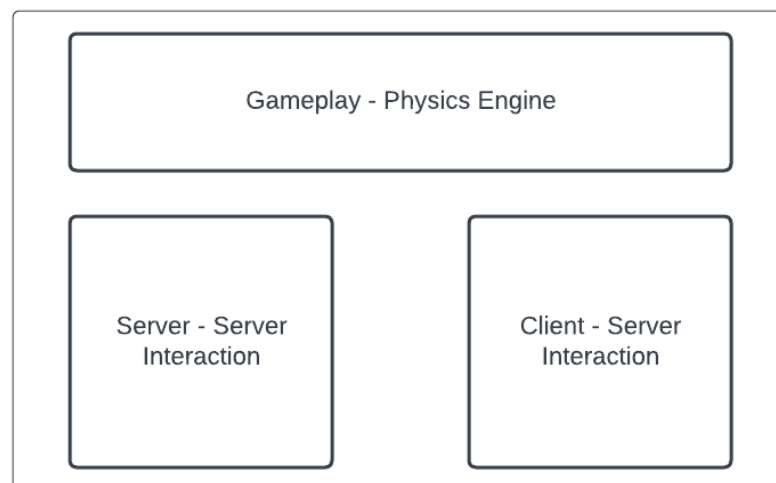 Gameplay - Physics Engine
Server - Server
Interaction
Client - Server
Interaction